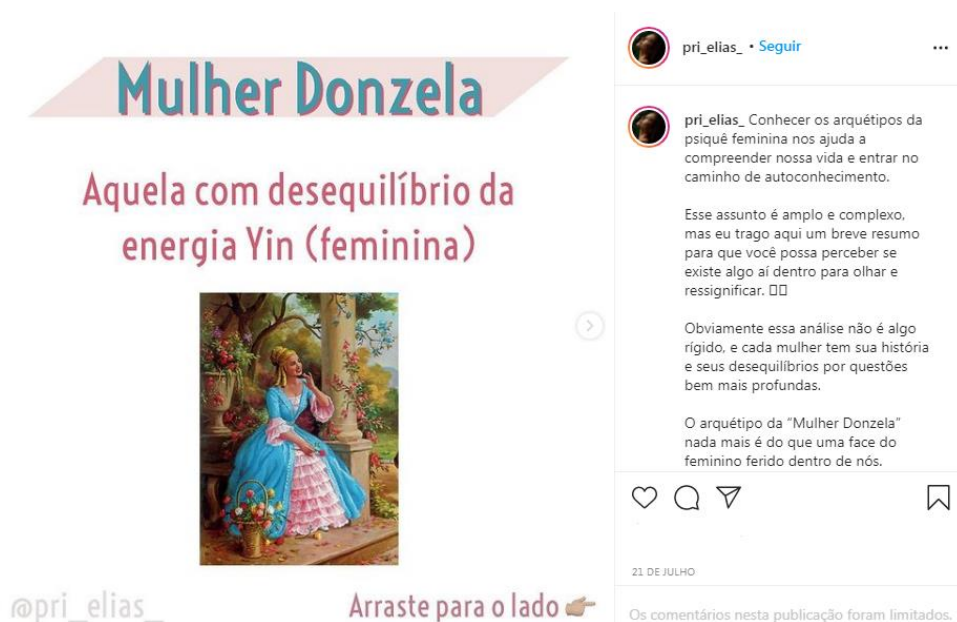 Mulher Donzela
Aquela com desequilíbrio da
energia Yin (feminina)
@pri_elias_
Arraste para o lado
pri_elias_ • Seguir
pri_elias_ Conhecer os arquétipos da
psiquê feminina nos ajuda a
compreender nossa vida e entrar no
caminho de autoconhecimento.
Esse assunto é amplo e complexo,
mas eu trago aqui um breve resumo
para que você possa perceber se
existe algo aí dentro para olhar e
ressignificar.
Obviamente essa análise não é algo
rígido, e cada mulher tem sua história
e seus desequilíbrios por questões
bem mais profundas.
O arquétipo da “Mulher Donzela”
nada mais é do que uma face do
feminino ferido dentro de nós.
21 DE JULHO
Os comentários nesta publicação foram limitados.